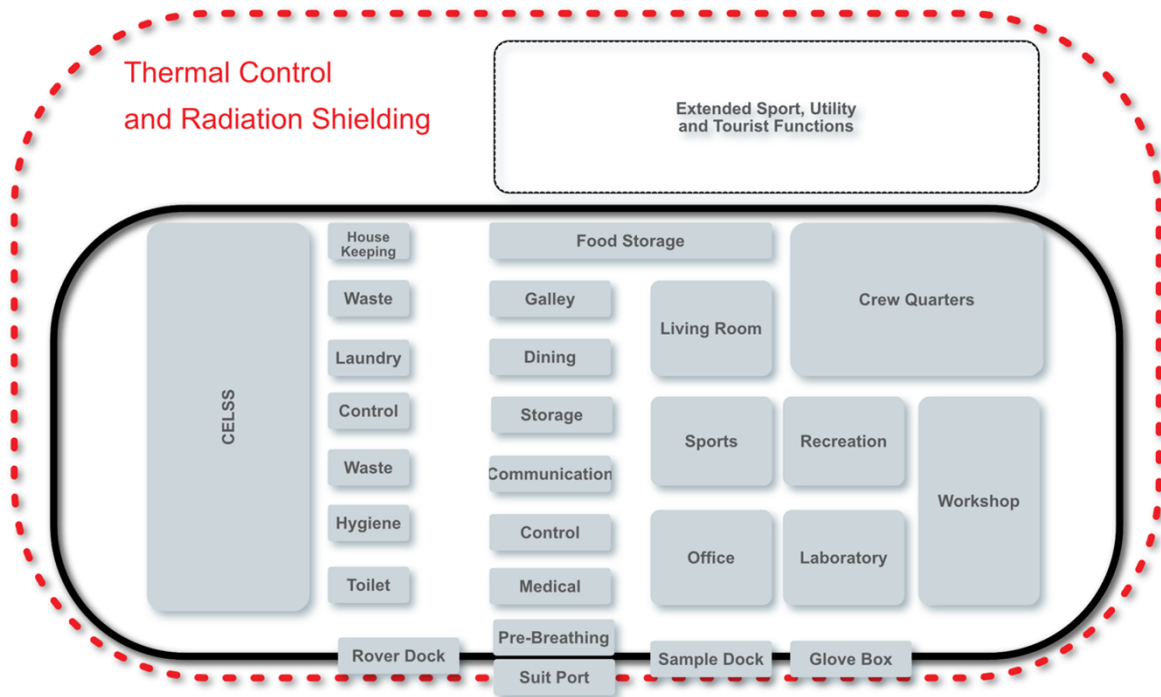 Thermal Control
and Radiation Shielding
Extended Sport, Utility
and Tourist Functions
House
Keeping
Food Storage
Crew Quarters
Waste
Galley
Living Room
Laundry
Dining
CELSS
Control
Storage
Sports
Recreation
Waste
Communication
Workshop
Hygiene
Control
Office
Laboratory
Toilet
Medical
Pre-Breathing
Rover Dock
Sample Dock
Glove Box
Suit Port